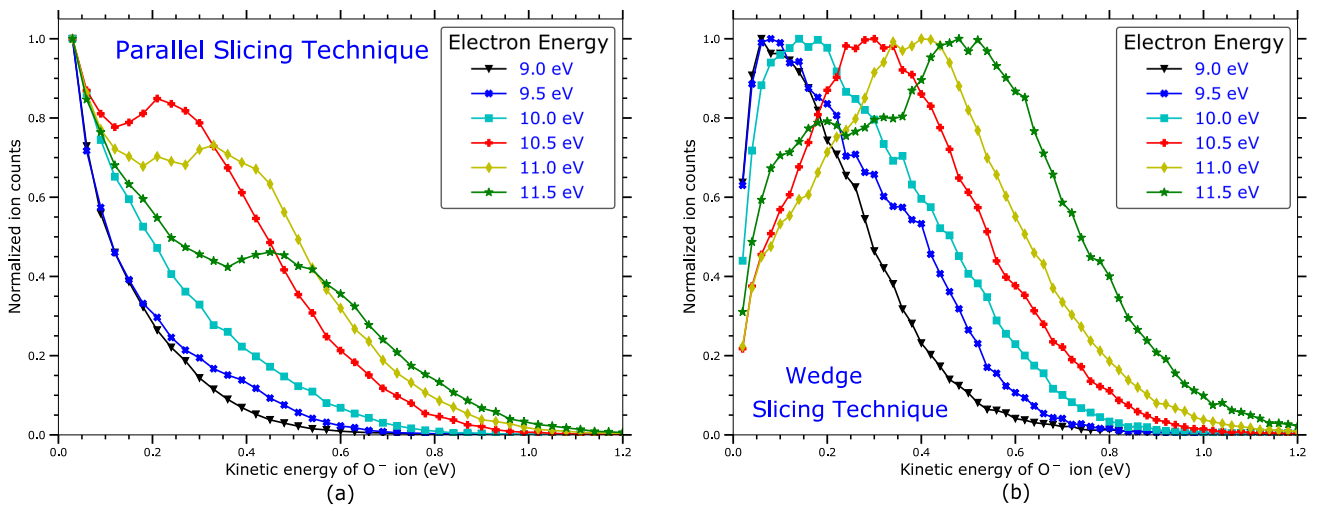 Parallel Slicing Technique
Electron Energy
9.0 eV
9.5 eV
10.0 eV
10.5 eV
11.0 eV
11.5 eV
Normalized ion counts
1.0
0.8
0.6
0.4
0.2
0.0
0.0 0.2 0.4 0.6 0.8 1.0 1.2
Kinetic energy of O⁻ ion (eV)
(a)
Electron Energy
9.0 eV
9.5 eV
10.0 eV
10.5 eV
11.0 eV
11.5 eV
Wedge
Slicing Technique
Normalized ion counts
1.0
0.8
0.6
0.4
0.2
0.0
0.0 0.2 0.4 0.6 0.8 1.0 1.2
Kinetic energy of O⁻ ion (eV)
(b)